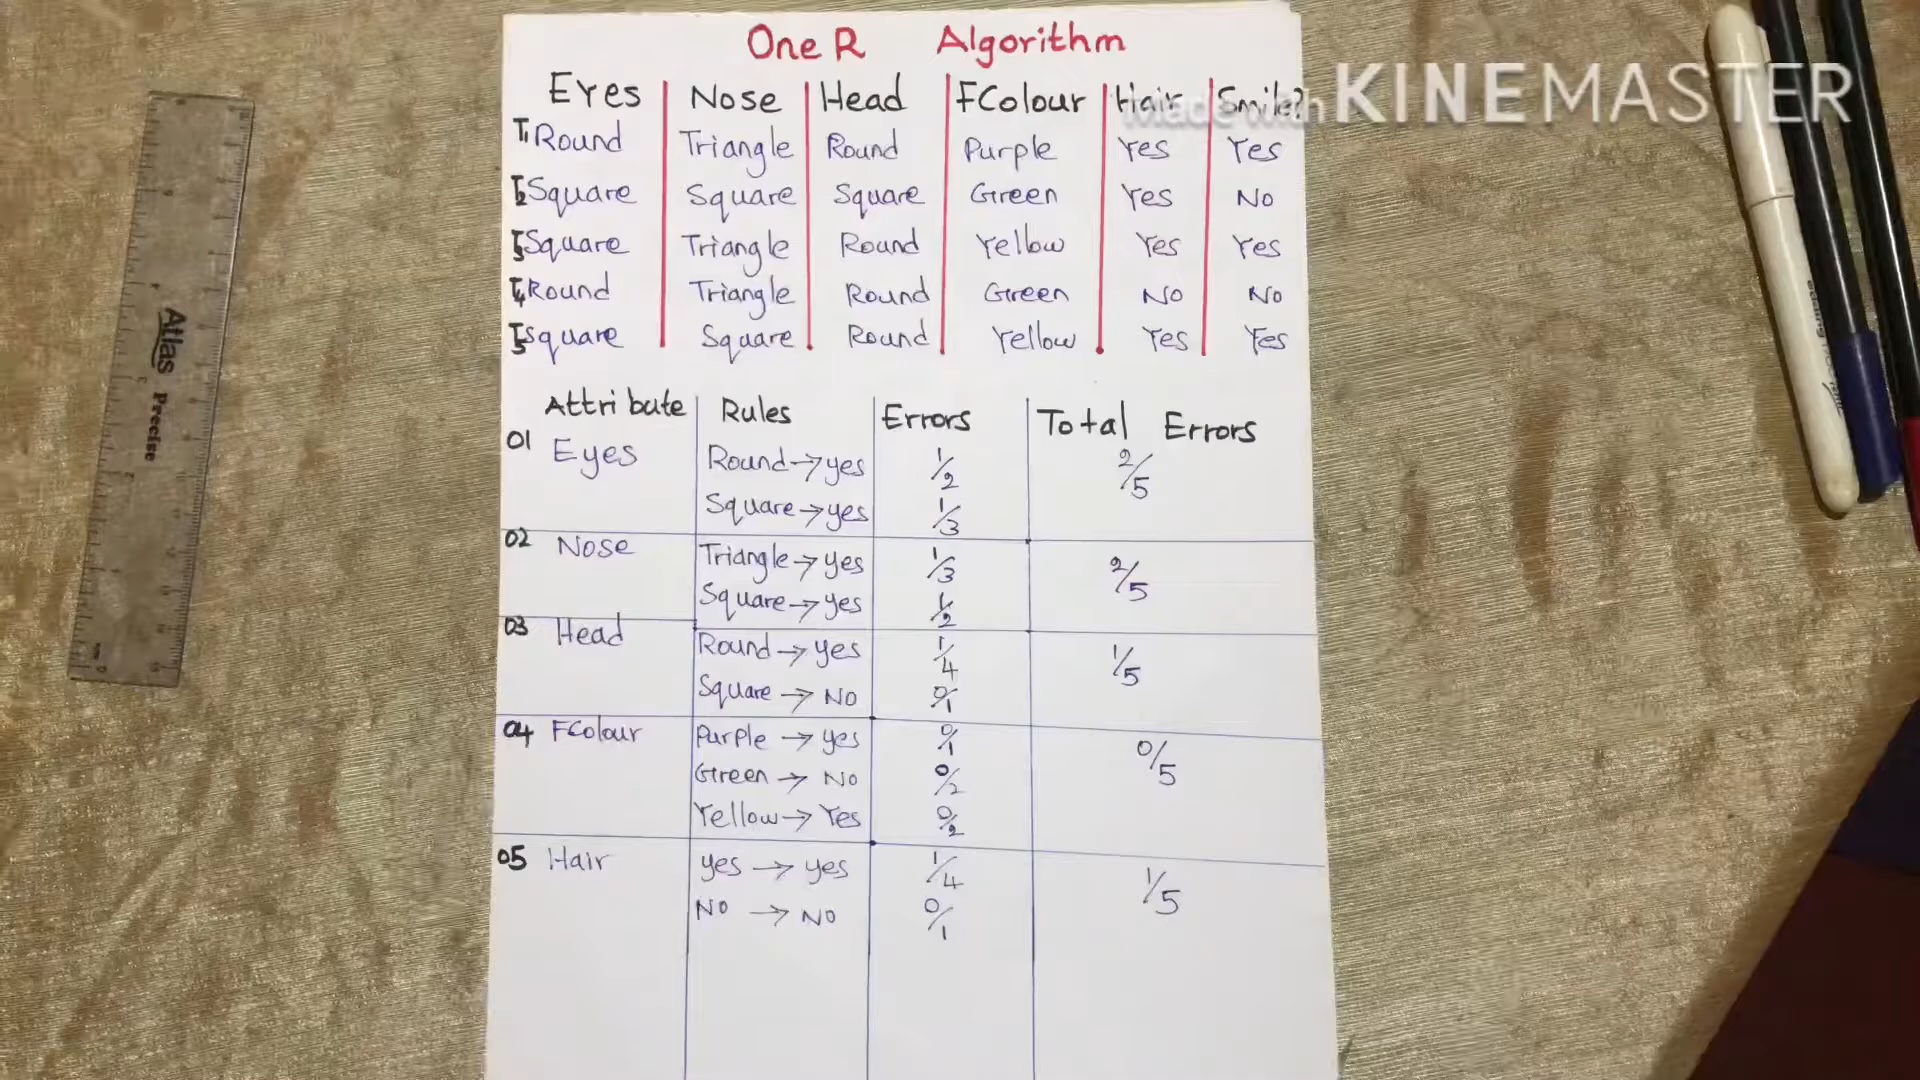 One R Algorithm
Eyes Nose Head FColour Hair Smile?
Made with KINEMASTER
T1 Round Triangle Round Purple Yes Yes
T2 Square Square Square Green Yes No
T3 Square Triangle Round Yellow Yes Yes
T4 Round Triangle Round Green No No
T5 Square Square Round Yellow Yes Yes
Attribute Rules Errors Total Errors
01 Eyes Round→yes 1/2 2/5
Square→yes 1/3
02 Nose Triangle→yes 1/3 2/5
Square→yes 1/2
03 Head Round→yes 1/4 1/5
Square→No 0/1
04 FColour Purple→yes 0/1 0/5
Green→No 0/2
Yellow→Yes 0/2
05 Hair yes→yes 1/4 1/5
No→No 0/1
Atlas Precise